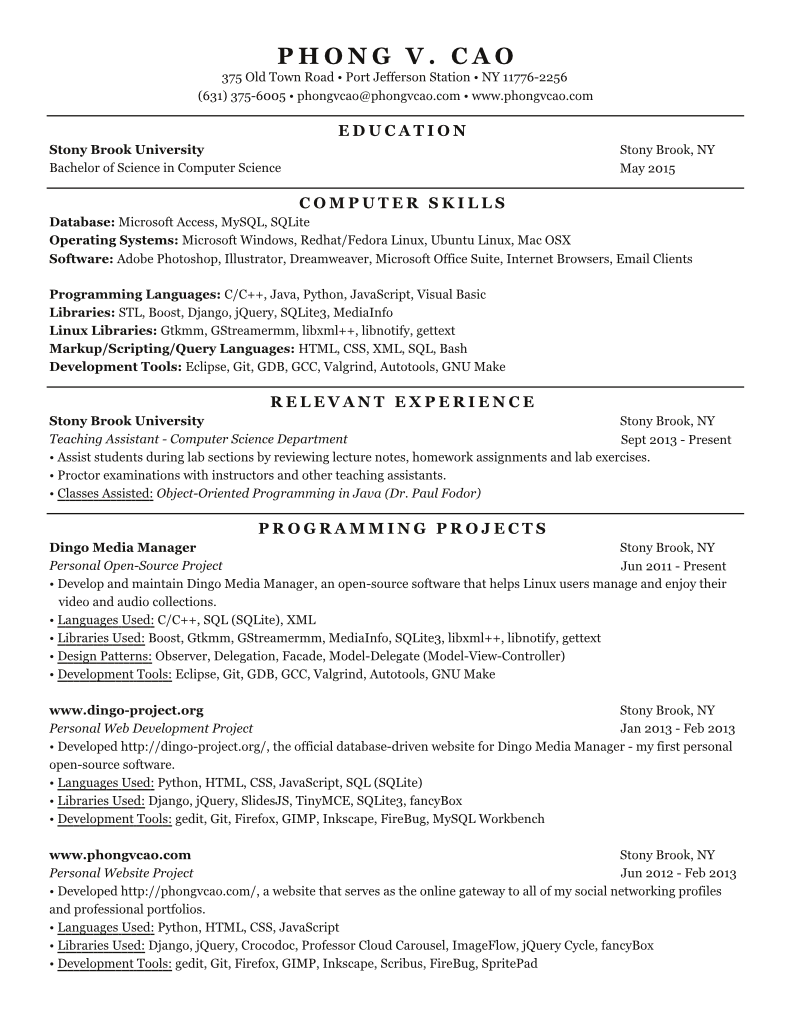 PHONG V. CAO
375 Old Town Road • Port Jefferson Station • NY 11776-2256
(631) 375-6005 • phongvcao@phongvcao.com • www.phongvcao.com
EDUCATION
Stony Brook University Stony Brook, NY
Bachelor of Science in Computer Science May 2015
COMPUTER SKILLS
Database: Microsoft Access, MySQL, SQLite
Operating Systems: Microsoft Windows, Redhat/Fedora Linux, Ubuntu Linux, Mac OSX
Software: Adobe Photoshop, Illustrator, Dreamweaver, Microsoft Office Suite, Internet Browsers, Email Clients
Programming Languages: C/C++, Java, Python, JavaScript, Visual Basic
Libraries: STL, Boost, Django, jQuery, SQLite3, MediaInfo
Linux Libraries: Gtkmm, GStreamermm, libxml++, libnotify, gettext
Markup/Scripting/Query Languages: HTML, CSS, XML, SQL, Bash
Development Tools: Eclipse, Git, GDB, GCC, Valgrind, Autotools, GNU Make
RELEVANT EXPERIENCE
Stony Brook University Stony Brook, NY
Teaching Assistant - Computer Science Department Sept 2013 - Present
• Assist students during lab sections by reviewing lecture notes, homework assignments and lab exercises.
• Proctor examinations with instructors and other teaching assistants.
• Classes Assisted: Object-Oriented Programming in Java (Dr. Paul Fodor)
PROGRAMMING PROJECTS
Dingo Media Manager Stony Brook, NY
Personal Open-Source Project Jun 2011 - Present
• Develop and maintain Dingo Media Manager, an open-source software that helps Linux users manage and enjoy their
video and audio collections.
• Languages Used: C/C++, SQL (SQLite), XML
• Libraries Used: Boost, Gtkmm, GStreamermm, MediaInfo, SQLite3, libxml++, libnotify, gettext
• Design Patterns: Observer, Delegation, Facade, Model-Delegate (Model-View-Controller)
• Development Tools: Eclipse, Git, GDB, GCC, Valgrind, Autotools, GNU Make
www.dingo-project.org Stony Brook, NY
Personal Web Development Project Jan 2013 - Feb 2013
• Developed http://dingo-project.org/, the official database-driven website for Dingo Media Manager - my first personal
open-source software.
• Languages Used: Python, HTML, CSS, JavaScript, SQL (SQLite)
• Libraries Used: Django, jQuery, SlidesJS, TinyMCE, SQLite3, fancyBox
• Development Tools: gedit, Git, Firefox, GIMP, Inkscape, FireBug, MySQL Workbench
www.phongvcao.com Stony Brook, NY
Personal Website Project Jun 2012 - Feb 2013
• Developed http://phongvcao.com/, a website that serves as the online gateway to all of my social networking profiles
and professional portfolios.
• Languages Used: Python, HTML, CSS, JavaScript
• Libraries Used: Django, jQuery, Crocodoc, Professor Cloud Carousel, ImageFlow, jQuery Cycle, fancyBox
• Development Tools: gedit, Git, Firefox, GIMP, Inkscape, Scribus, FireBug, SpritePad